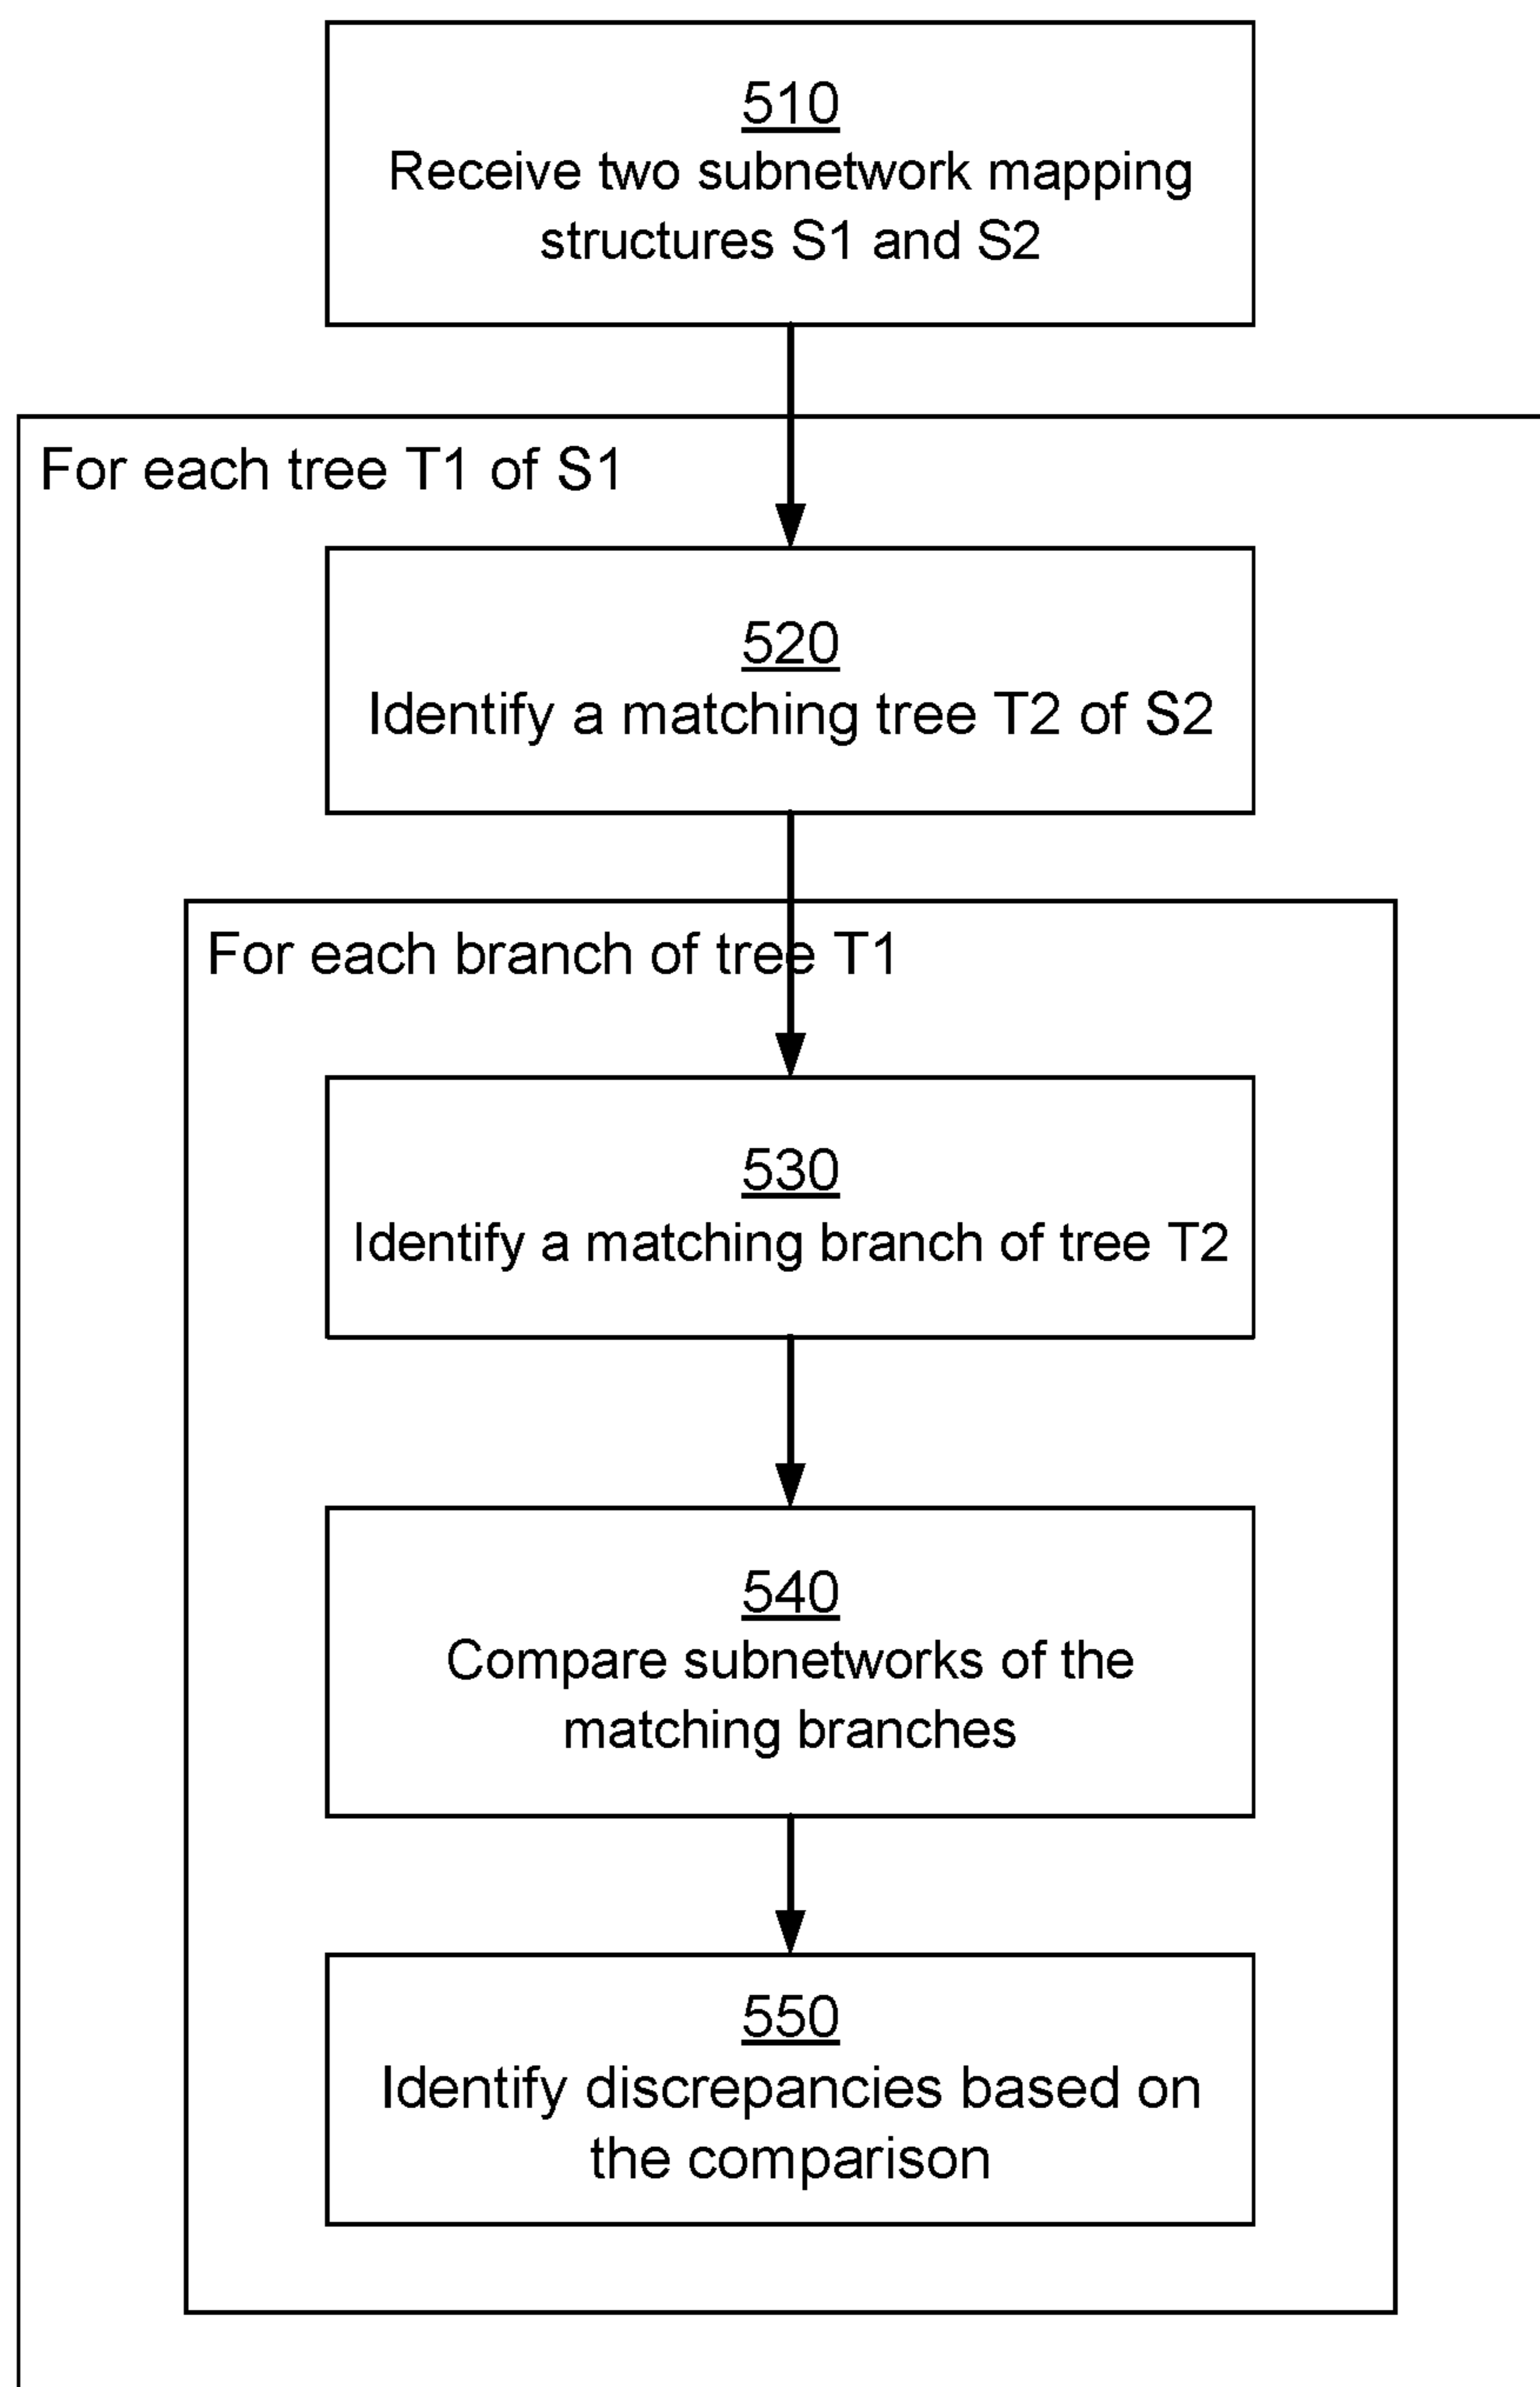 510
Receive two subnetwork mapping
structures S1 and S2
For each tree T1 of S1
520
Identify a matching tree T2 of S2
For each branch of tree T1
530
Identify a matching branch of tree T2
540
Compare subnetworks of the
matching branches
550
Identify discrepancies based on
the comparison